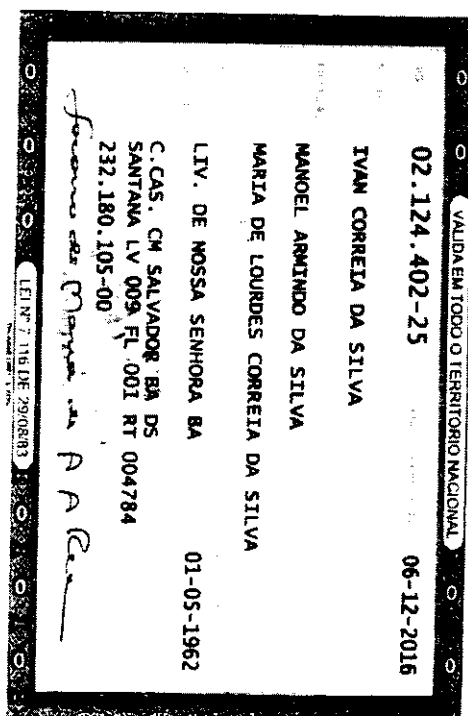 VALIDA EM TODO O TERRITORIO NACIONAL
02.124.402-25 06-12-2016
IVAN CORREIA DA SILVA
MANOEL ARMINDO DA SILVA
MARIA DE LOURDES CORREIA DA SILVA
LIV. DE NOSSA SENHORA BA 01-05-1962
C.CAS. CM SALVADOR BA DS
SANTANA LV 009 FL 001 RT 004784
232.180.105-00
LEI Nº 7.116 DE 29/08/83